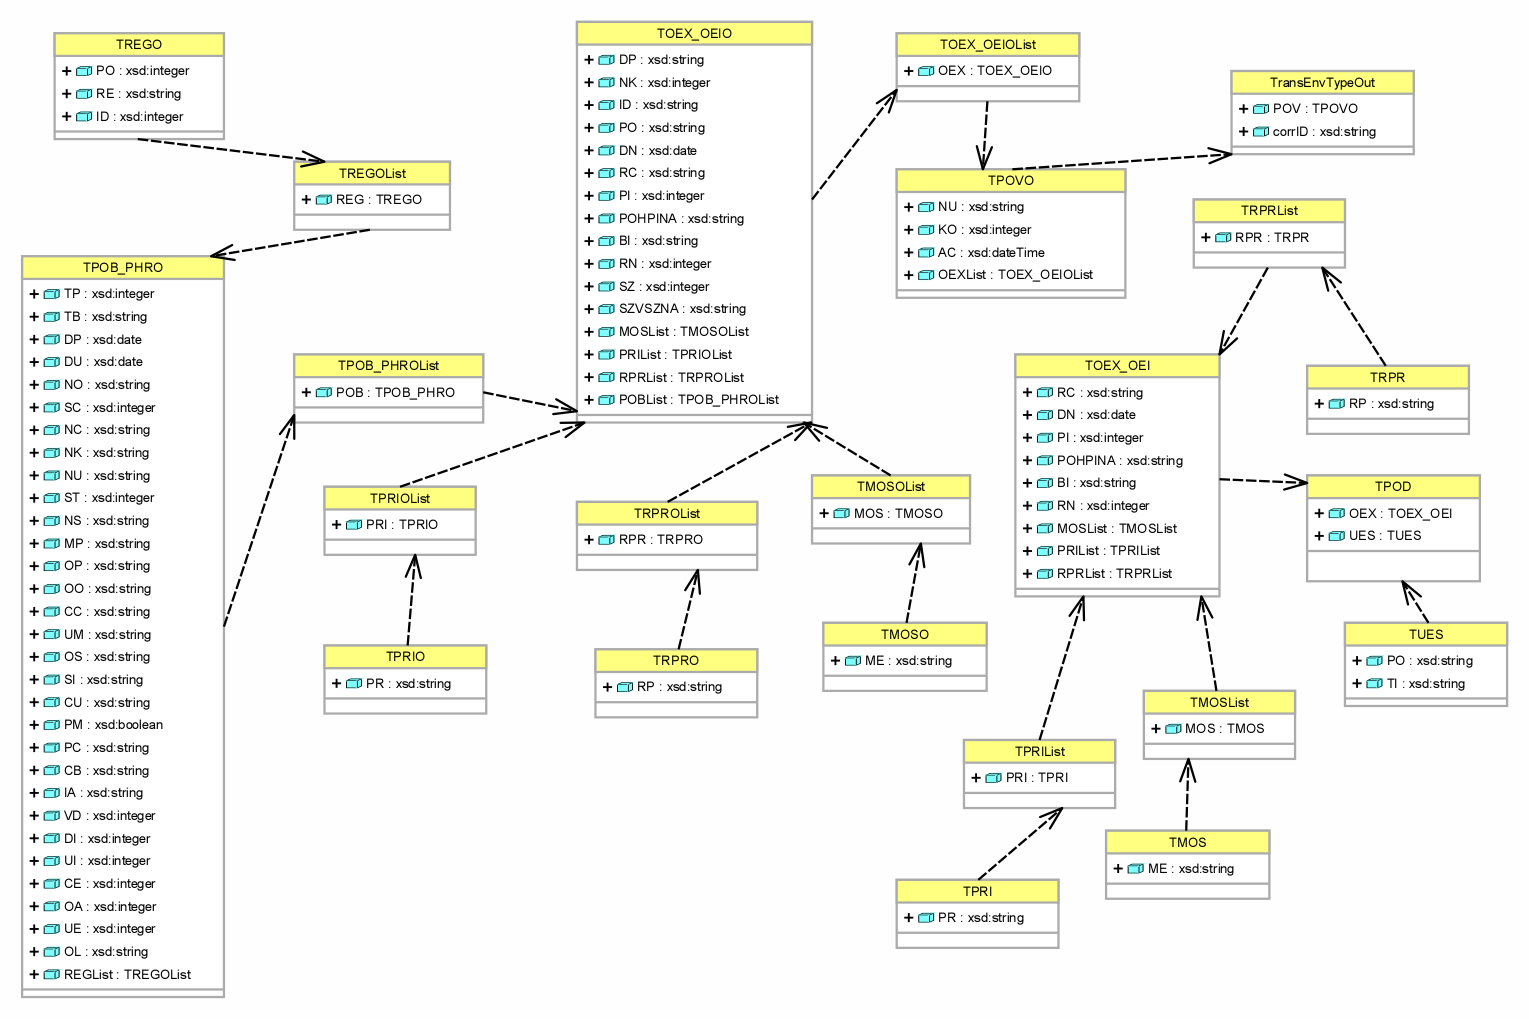 TREGO
+ PO : xsd:integer
+ RE : xsd:string
+ ID : xsd:integer
TREGOList
+ REG : TREGO
TPOB_PHRO
+ TP : xsd:integer
+ TB : xsd:string
+ DP : xsd:date
+ DU : xsd:date
+ NO : xsd:string
+ SC : xsd:integer
+ NC : xsd:string
+ NK : xsd:string
+ NU : xsd:string
+ ST : xsd:integer
+ NS : xsd:string
+ MP : xsd:string
+ OP : xsd:string
+ OO : xsd:string
+ CC : xsd:string
+ UM : xsd:string
+ OS : xsd:string
+ SI : xsd:string
+ CU : xsd:string
+ PM : xsd:boolean
+ PC : xsd:string
+ CB : xsd:string
+ IA : xsd:string
+ VD : xsd:integer
+ DI : xsd:integer
+ UI : xsd:integer
+ CE : xsd:integer
+ OA : xsd:integer
+ UE : xsd:integer
+ OL : xsd:string
+ REGList : TREGOList
TPOB_PHROList
+ POB : TPOB_PHRO
TOEX_OEIO
+ DP : xsd:string
+ NK : xsd:integer
+ ID : xsd:string
+ PO : xsd:string
+ DN : xsd:date
+ RC : xsd:string
+ PI : xsd:integer
+ POHPINA : xsd:string
+ BI : xsd:string
+ RN : xsd:integer
+ SZ : xsd:integer
+ SZVSZNA : xsd:string
+ MOSList : TMOSOList
+ PRIList : TPRIOList
+ RPRList : TRPROList
+ POBList : TPOB_PHROList
TPRIOList
+ PRI : TPRIO
TPRIO
+ PR : xsd:string
TRPROList
+ RPR : TRPRO
TRPRO
+ RP : xsd:string
TMOSOList
+ MOS : TMOSO
TMOSO
+ ME : xsd:string
TOEX_OEIOList
+ OEX : TOEX_OEIO
TPOVO
+ NU : xsd:string
+ KO : xsd:integer
+ AC : xsd:dateTime
+ OEXList : TOEX_OEIOList
TransEnvTypeOut
+ POV : TPOVO
+ corrID : xsd:string
TRPRList
+ RPR : TRPR
TRPR
+ RP : xsd:string
TOEX_OEI
+ RC : xsd:string
+ DN : xsd:date
+ PI : xsd:integer
+ POHPINA : xsd:string
+ BI : xsd:string
+ RN : xsd:integer
+ MOSList : TMOSList
+ PRIList : TPRIList
+ RPRList : TRPRList
TPOD
+ OEX : TOEX_OEI
+ UES : TUES
TUES
+ PO : xsd:string
+ TI : xsd:string
TMOSList
+ MOS : TMOS
TMOS
+ ME : xsd:string
TPRIList
+ PRI : TPRI
TPRI
+ PR : xsd:string